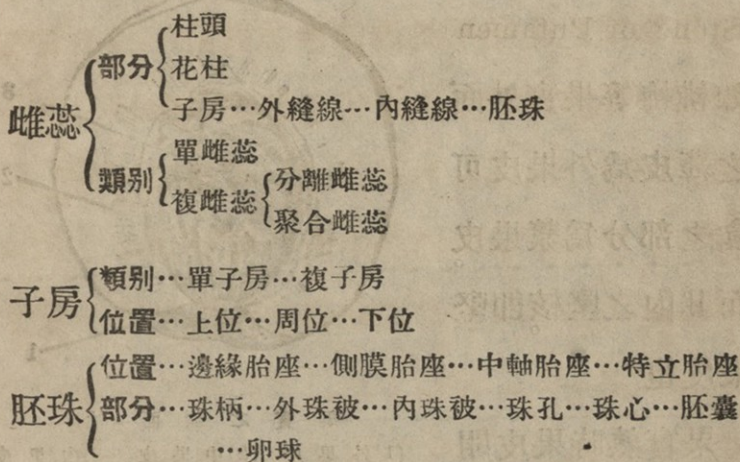 雌蕊
部分
柱頭
花柱
子房…外縫線…內縫線…胚珠
類別
單雌蕊
複雌蕊
分離雌蕊
聚合雌蕊
子房
類別…單子房…複子房
位置…上位…周位…下位
胚珠
位置…邊緣胎座…側膜胎座…中軸胎座…特立胎座
部分…珠柄…外珠被…內珠被…珠孔…珠心…胚囊
…卵球